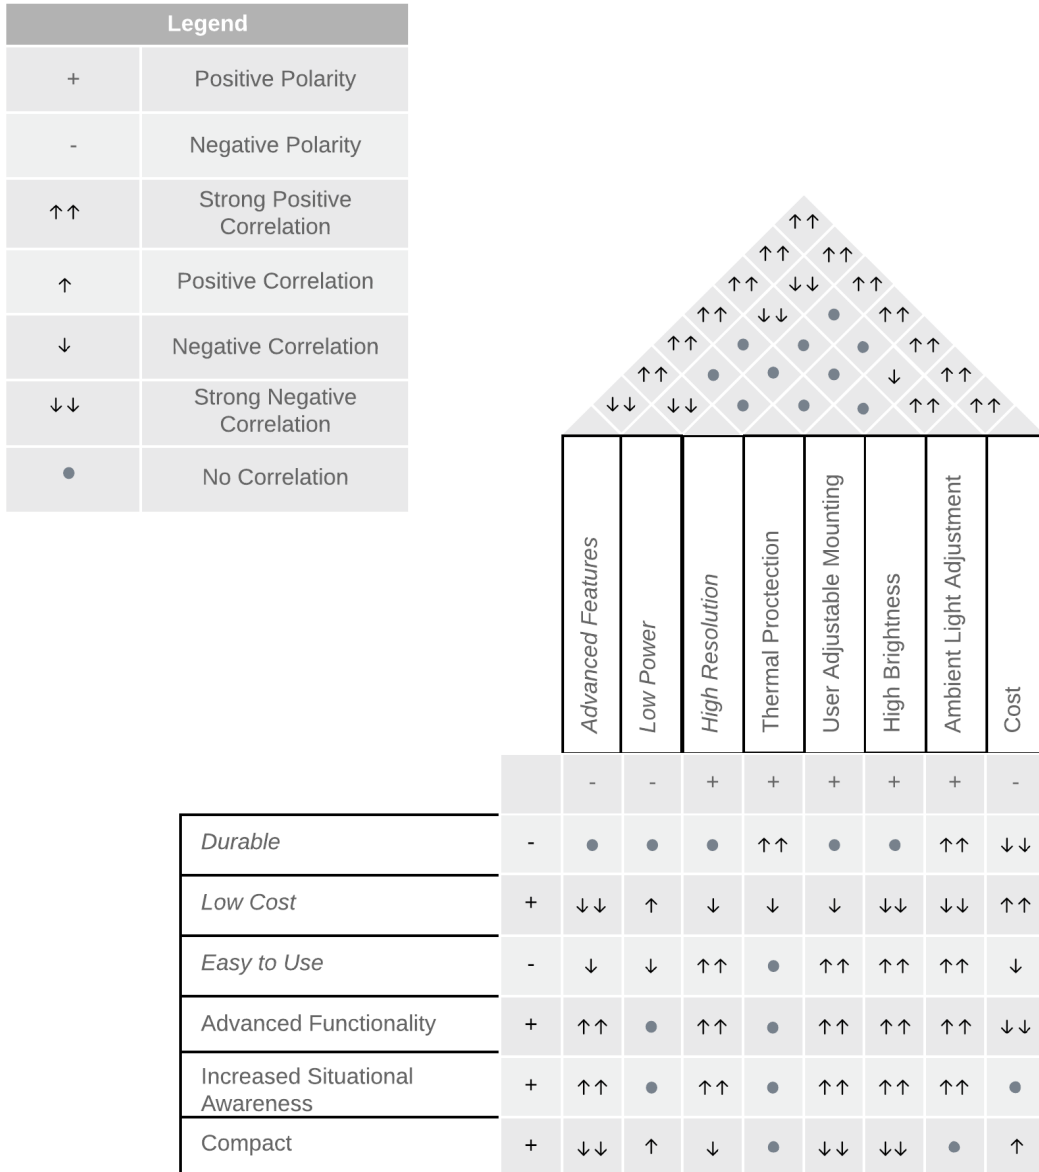 Legend
+ Positive Polarity
- Negative Polarity
↑↑ Strong Positive
Correlation
↑ Positive Correlation
↓ Negative Correlation
↓↓ Strong Negative
Correlation
● No Correlation
↑↑
↑↑ ↑↑
↑↑ ↓↓ ↑↑
↑↑ ↓↓ ● ↑↑
↑↑ ● ● ● ↑↑
↑↑ ● ● ● ↓ ↑↑
↓↓ ↓↓ ● ● ● ↑↑ ↑↑
Advanced Features
Low Power
High Resolution
Thermal Proctection
User Adjustable Mounting
High Brightness
Ambient Light Adjustment
Cost
- - + + + + + -
Durable - ● ● ● ↑↑ ● ● ↑↑ ↓↓
Low Cost + ↓↓ ↑ ↓ ↓ ↓ ↓↓ ↓↓ ↑↑
Easy to Use - ↓ ↓ ↑↑ ● ↑↑ ↑↑ ↑↑ ↓
Advanced Functionality + ↑↑ ● ↑↑ ● ↑↑ ↑↑ ↑↑ ↓↓
Increased Situational
Awareness + ↑↑ ● ↑↑ ● ↑↑ ↑↑ ↑↑ ●
Compact + ↓↓ ↑ ↓ ● ↓↓ ↓↓ ● ↑